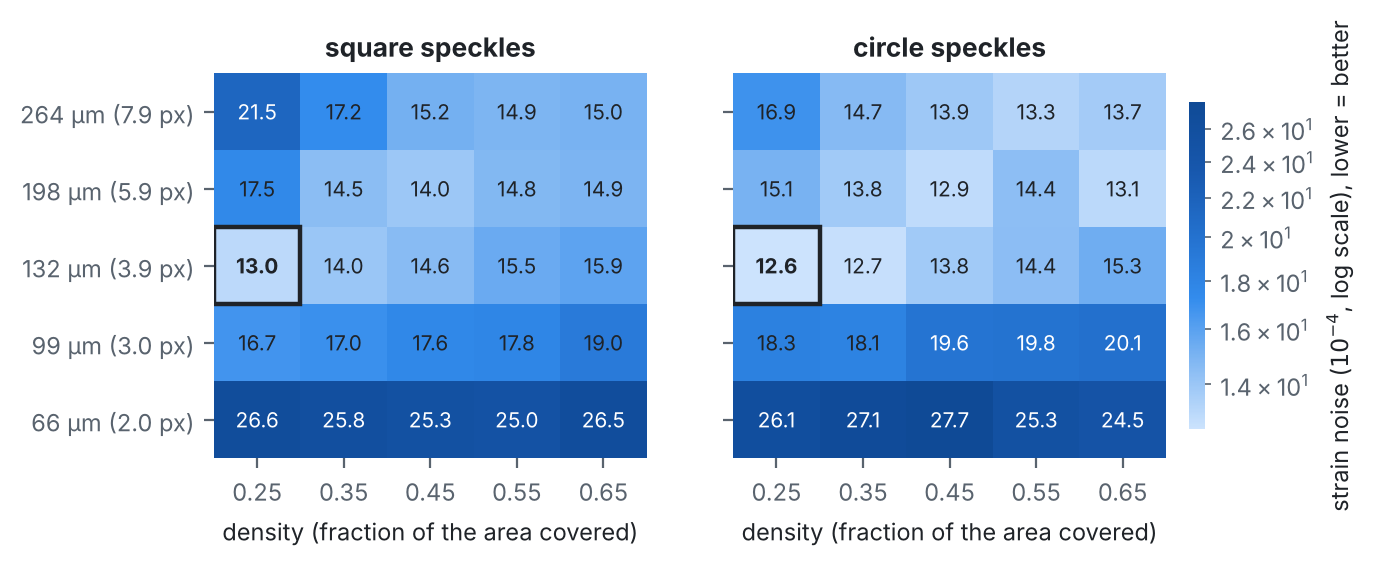 square speckles
circle speckles
264 µm (7.9 px) 21.5 17.2 15.2 14.9 15.0 16.9 14.7 13.9 13.3 13.7
198 µm (5.9 px) 17.5 14.5 14.0 14.8 14.9 15.1 13.8 12.9 14.4 13.1
132 µm (3.9 px) 13.0 14.0 14.6 15.5 15.9 12.6 12.7 13.8 14.4 15.3
99 µm (3.0 px) 16.7 17.0 17.6 17.8 19.0 18.3 18.1 19.6 19.8 20.1
66 µm (2.0 px) 26.6 25.8 25.3 25.0 26.5 26.1 27.1 27.7 25.3 24.5
0.25 0.35 0.45 0.55 0.65
0.25 0.35 0.45 0.55 0.65
density (fraction of the area covered)
density (fraction of the area covered)
2.6 × 10¹
2.4 × 10¹
2.2 × 10¹
2 × 10¹
1.8 × 10¹
1.6 × 10¹
1.4 × 10¹
strain noise (10⁻⁴, log scale), lower = better